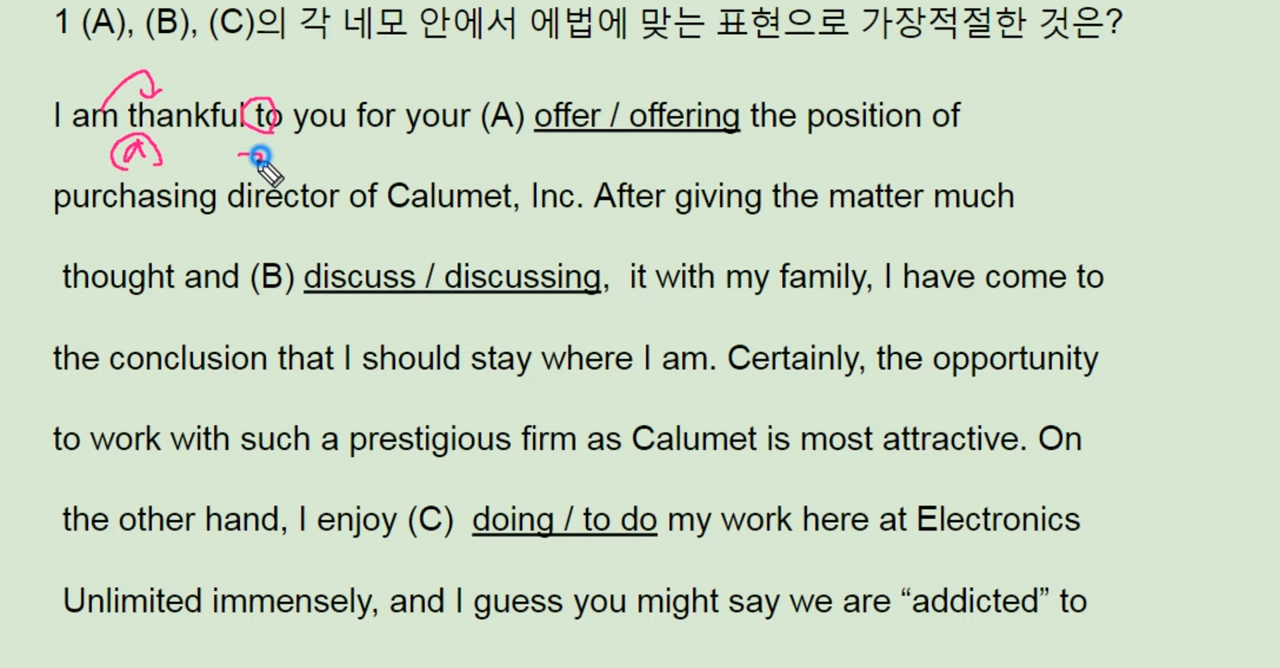 1 (A), (B), (C)의 각 네모 안에서 에법에 맞는 표현으로 가장적절한 것은?
I am thankful to you for your (A) offer / offering the position of
purchasing director of Calumet, Inc. After giving the matter much
thought and (B) discuss / discussing, it with my family, I have come to
the conclusion that I should stay where I am. Certainly, the opportunity
to work with such a prestigious firm as Calumet is most attractive. On
the other hand, I enjoy (C) doing / to do my work here at Electronics
Unlimited immensely, and I guess you might say we are “addicted” to